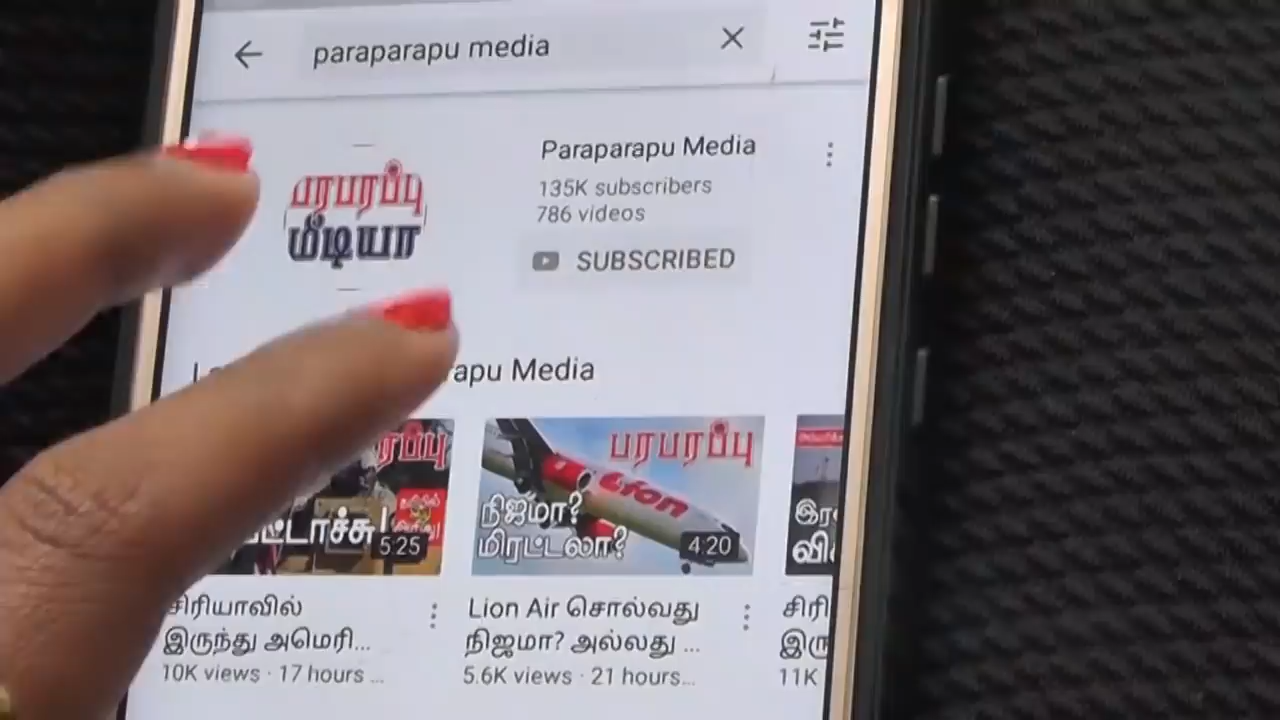 paraparapu media
பரபரப்பு
மீடியா
Paraparapu Media
135K subscribers
786 videos
SUBSCRIBED
Media
5:25
பரபரப்பு
Lion
நிஜமா?
மிரட்டலா?
4:20
சிரியாவில்
இருந்து அமெரி...
10K views · 17 hours ...
Lion Air சொல்வது
நிஜமா? அல்லது ...
5.6K views · 21 hours...
11K